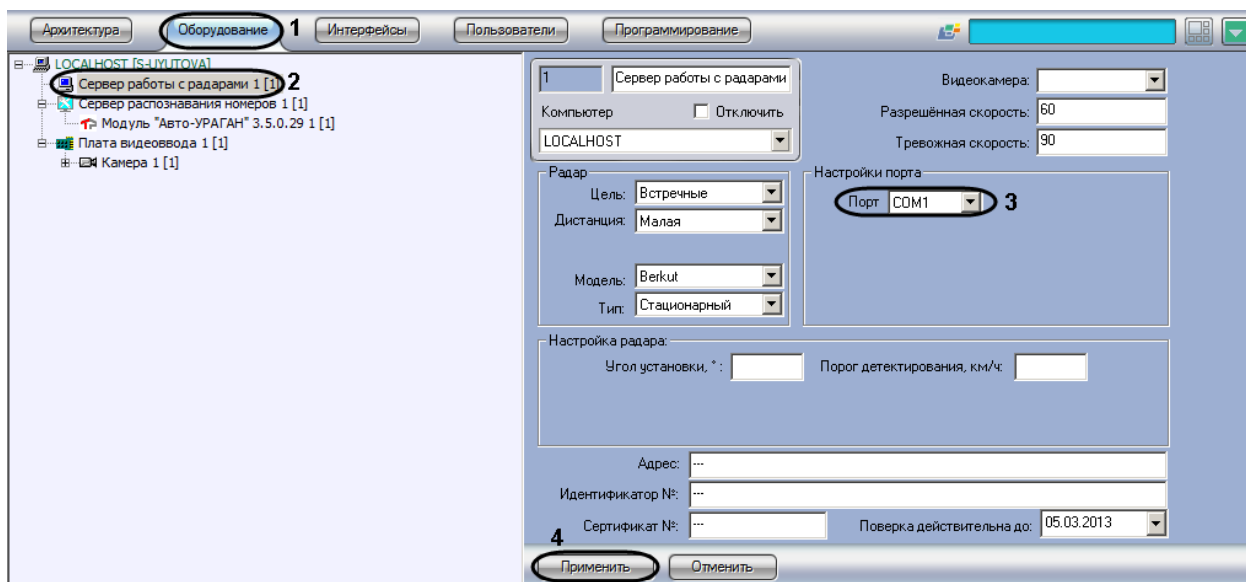 Архитектура Оборудование 1 Интерфейсы Пользователи Программирование
LOCALHOST [S-UYUTOVA]
Сервер работы с радарами 1 [1] 2
Сервер распознавания номеров 1 [1]
Модуль "Авто-УРАГАН" 3.5.0.29 1 [1]
Плата видеоввода 1 [1]
Камера 1 [1]
1 Сервер работы с радарами
Компьютер Отключить
LOCALHOST
Видеокамера:
Разрешённая скорость: 60
Тревожная скорость: 90
Радар
Цель: Встречные
Дистанция: Малая
Модель: Berkut
Тип: Стационарный
Настройки порта
Порт COM1 3
Настройка радара:
Угол установки, ° : Порог детектирования, км/ч:
Адрес: ---
Идентификатор №: ---
Сертификат №: --- Поверка действительна до: 05.03.2013
4
Применить Отменить